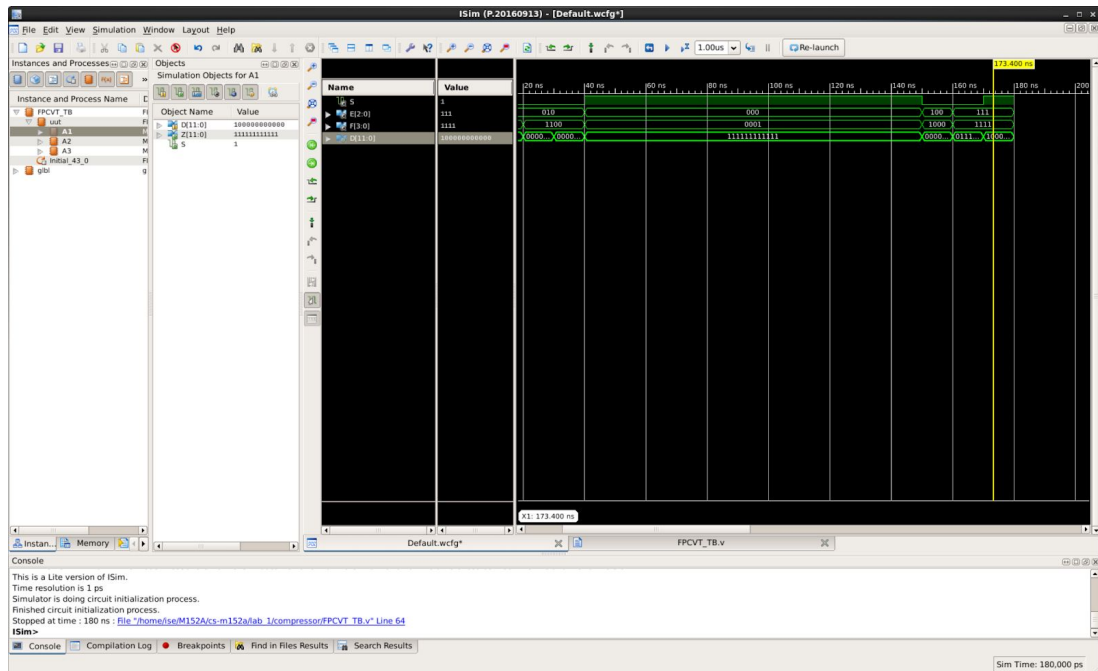 ISim (P.20160913) - [Default.wcfg*]
File Edit View Simulation Window Layout Help
1.00us
Re-launch
Instances and Processes
Instance and Process Name
FPCVT_TB
uut
A1
A2
A3
Initial_43_0
glbl
Objects
Simulation Objects for A1
Object Name Value
D[11:0] 100000000000
Z[11:0] 111111111111
S 1
Name Value
S 1
E[2:0] 111
F[3:0] 1111
D[11:0] 100000000000
173.400 ns
20 ns 40 ns 60 ns 80 ns 100 ns 120 ns 140 ns 160 ns 180 ns 200
010 000 100 111
1100 0001 1000 1111
0000... 0000... 111111111111 0000... 0111... 1000...
X1: 173.400 ns
Instan... Memory
Default.wcfg* FPCVT_TB.v
Console
This is a Lite version of ISim.
Time resolution is 1 ps
Simulator is doing circuit initialization process.
Finished circuit initialization process.
Stopped at time : 180 ns : File "/home/ise/M152A/cs-m152a/lab_1/compressor/FPCVT_TB.v" Line 64
ISim>
Console Compilation Log Breakpoints Find in Files Results Search Results
Sim Time: 180,000 ps